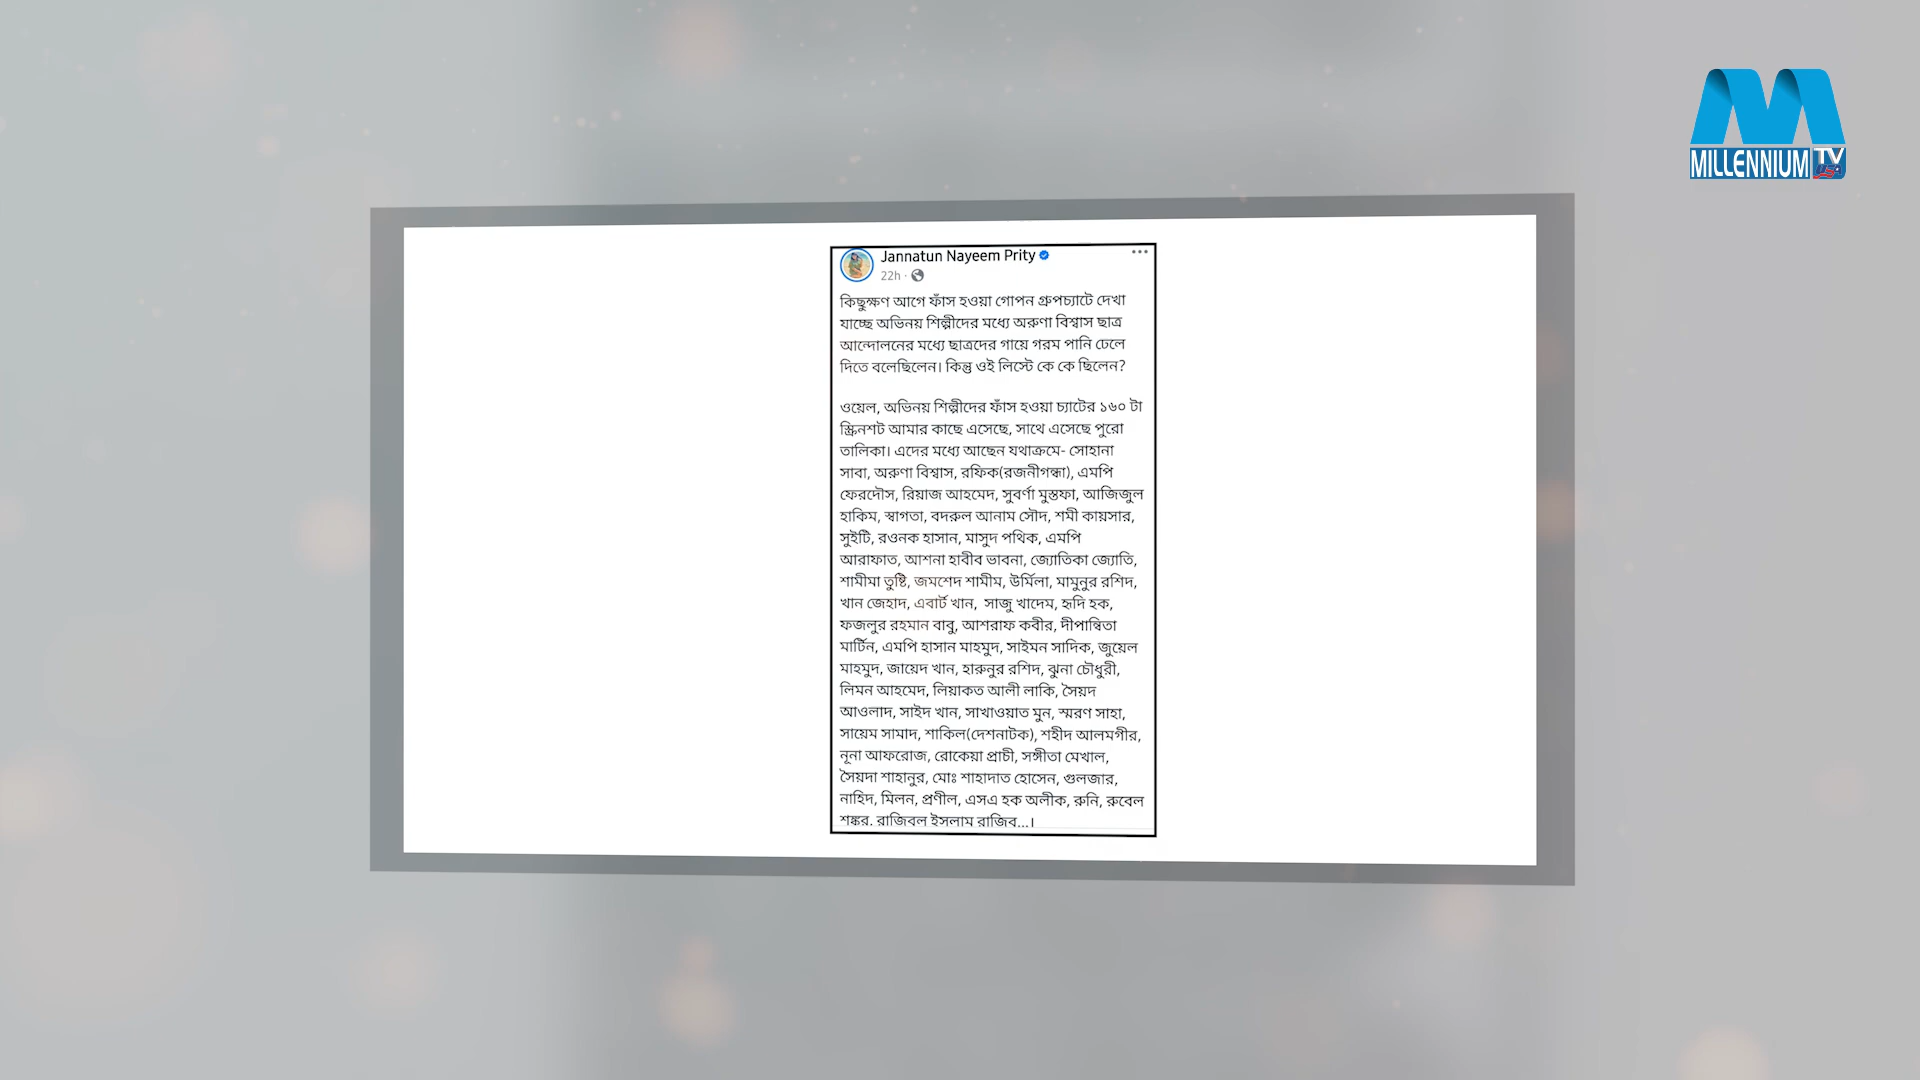 MILLENNIUM TV
USA
Jannatun Nayeem Prity
22h ·
কিছুক্ষণ আগে ফাঁস হওয়া গোপন গ্রুপচ্যাটে দেখা
যাচ্ছে অভিনয় শিল্পীদের মধ্যে অরুণা বিশ্বাস ছাত্র
আন্দোলনের মধ্যে ছাত্রদের গায়ে গরম পানি ঢেলে
দিতে বলেছিলেন। কিন্তু ওই লিস্টে কে কে ছিলেন?
ওয়েল, অভিনয় শিল্পীদের ফাঁস হওয়া চ্যাটের ১৬০ টা
স্ক্রিনশট আমার কাছে এসেছে, সাথে এসেছে পুরো
তালিকা। এদের মধ্যে আছেন যথাক্রমে- সোহানা
সাবা, অরুণা বিশ্বাস, রফিক(রজনীগন্ধা), এমপি
ফেরদৌস, রিয়াজ আহমেদ, সুবর্ণা মুস্তফা, আজিজুল
হাকিম, স্বাগতা, বদরুল আনাম সৌদ, শমী কায়সার,
সুইটি, রওনক হাসান, মাসুদ পথিক, এমপি
আরাফাত, আশনা হাবীব ভাবনা, জ্যোতিকা জ্যোতি,
শামীমা তুষ্টি, জমশেদ শামীম, উর্মিলা, মামুনুর রশিদ,
খান জেহাদ, এবার্ট খান, সাজু খাদেম, হৃদি হক,
ফজলুর রহমান বাবু, আশরাফ কবীর, দীপান্বিতা
মার্টিন, এমপি হাসান মাহমুদ, সাইমন সাদিক, জুয়েল
মাহমুদ, জায়েদ খান, হারুনুর রশিদ, ঝুনা চৌধুরী,
লিমন আহমেদ, লিয়াকত আলী লাকি, সৈয়দ
আওলাদ, সাইদ খান, সাখাওয়াত মুন, স্মরণ সাহা,
সায়েম সামাদ, শাকিল(দেশনাটক), শহীদ আলমগীর,
নূনা আফরোজ, রোকেয়া প্রাচী, সঙ্গীতা মেখাল,
সৈয়দা শাহানুর, মোঃ শাহাদাত হোসেন, গুলজার,
নাহিদ, মিলন, প্রণীল, এসএ হক অলীক, রুনি, রুবেল
শঙ্কর, রাজিবল ইসলাম রাজিব...।